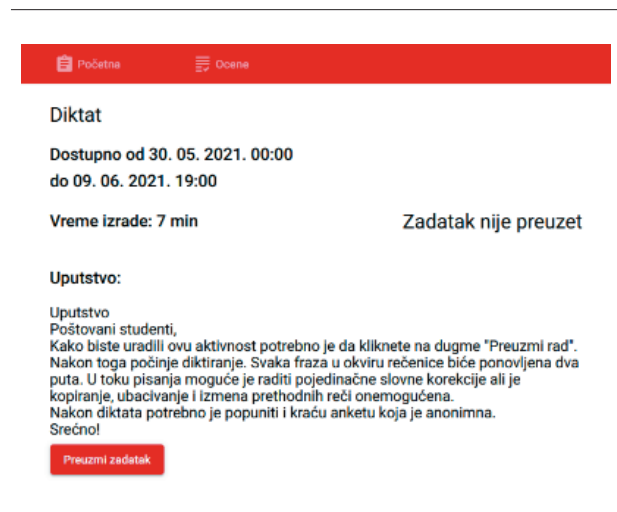 Početna
Ocene
Diktat
Dostupno od 30. 05. 2021. 00:00
do 09. 06. 2021. 19:00
Vreme izrade: 7 min
Zadatak nije preuzet
Uputstvo:
Uputstvo
Poštovani studenti,
Kako biste uradili ovu aktivnost potrebno je da kliknete na dugme "Preuzmi rad".
Nakon toga počinje diktiranje. Svaka fraza u okviru rečenice biće ponovljena dva
puta. U toku pisanja moguće je raditi pojedinačne slovne korekcije ali je
kopiranje, ubacivanje i izmena prethodnih reči onemogućena.
Nakon diktata potrebno je popuniti i kraću anketu koja je anonimna.
Srećno!
Preuzmi zadatak